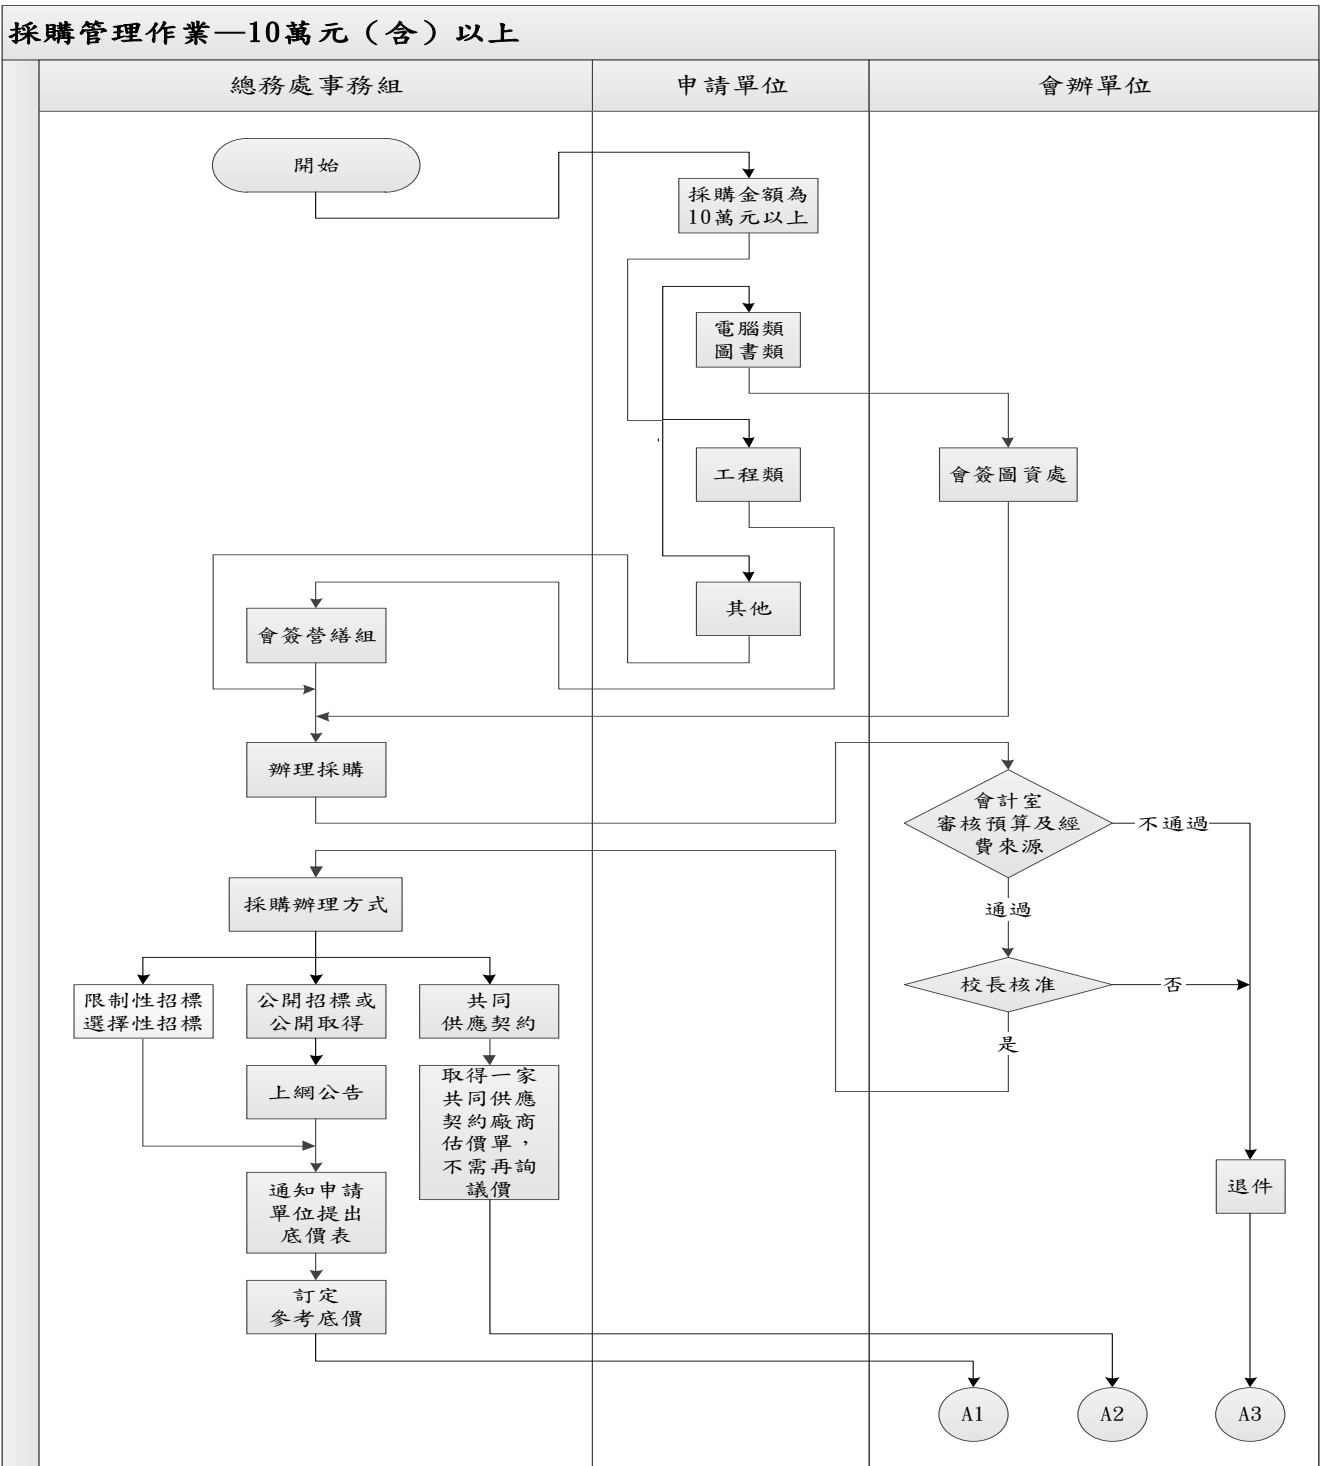 採購管理作業—10萬元（含）以上
總務處事務組
申請單位
會辦單位
開始
採購金額為
10萬元以上
電腦類
圖書類
工程類
會簽圖資處
其他
會簽營繕組
辦理採購
會計室
審核預算及經
費來源
不通過
通過
採購辦理方式
校長核准
否
是
限制性招標
選擇性招標
公開招標或
公開取得
共同
供應契約
上網公告
取得一家
共同供應
契約廠商
估價單，
不需再詢
議價
通知申請
單位提出
底價表
退件
訂定
參考底價
A1
A2
A3